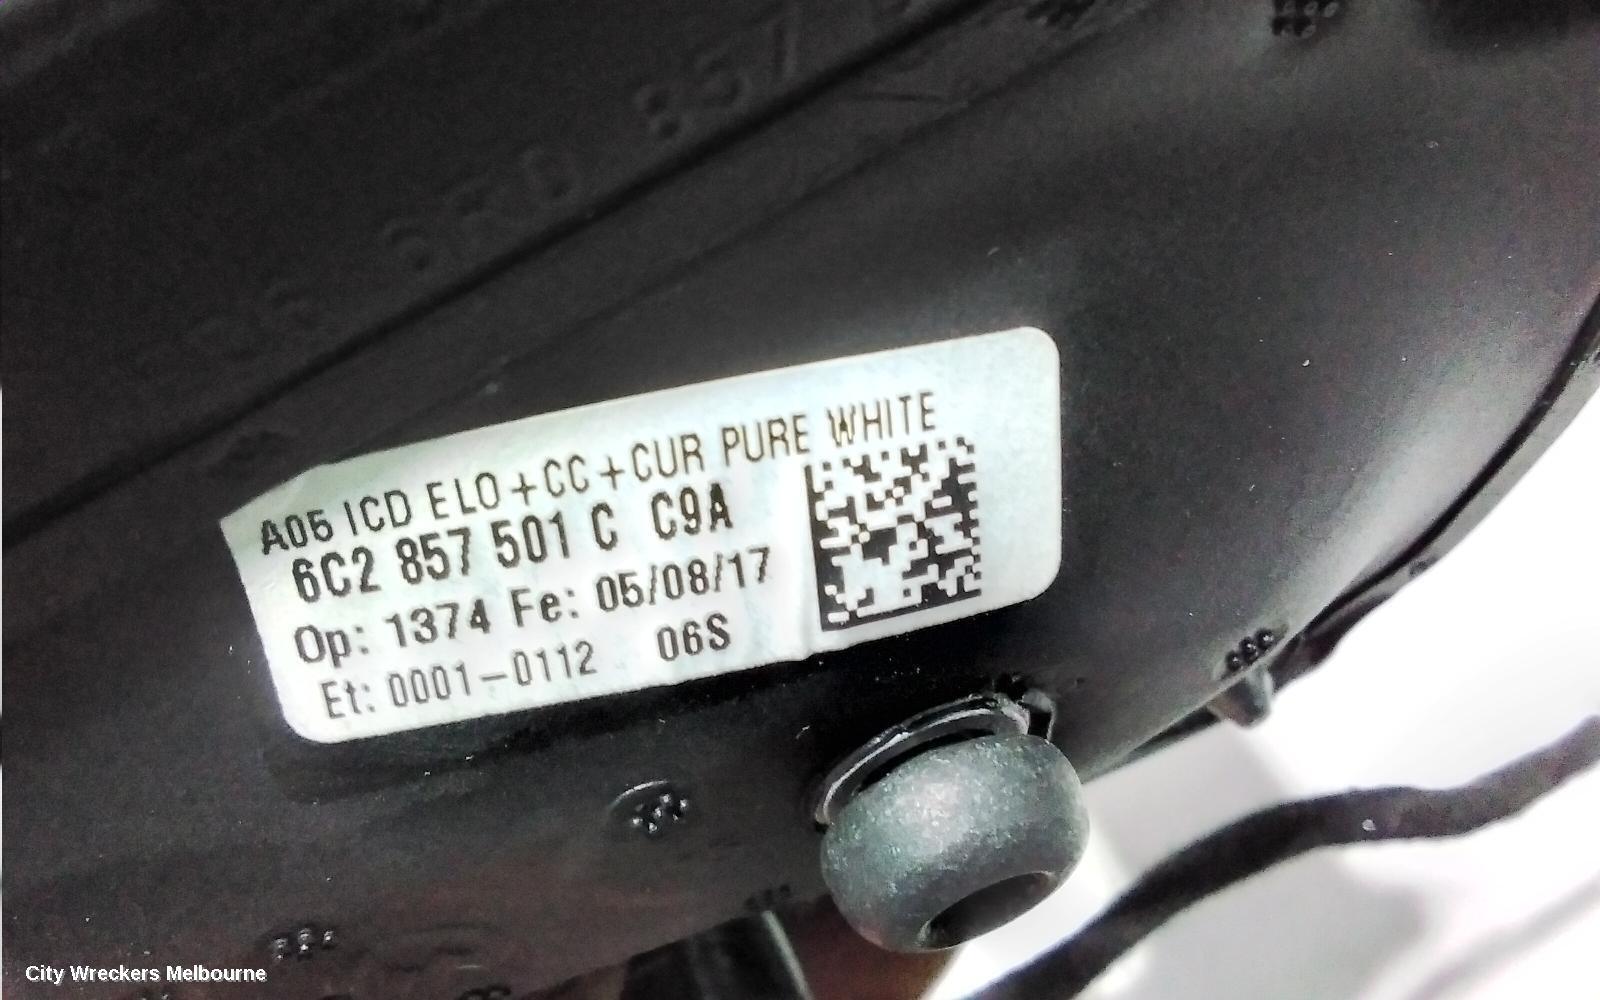 857
A05 ICD ELO+CC+CUR PURE WHITE
6C2 857 501 C C9A
Op: 1374 Fe: 05/08/17
Et: 0001-0112 06S
City Wreckers Melbourne